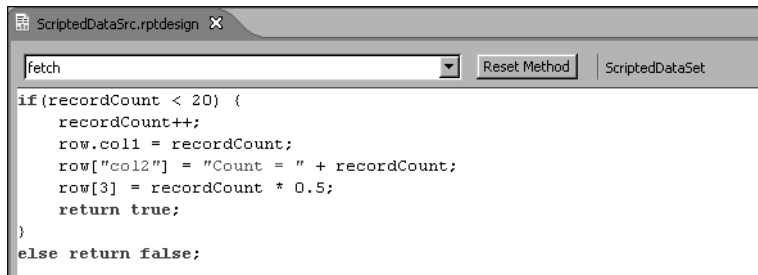 ScriptedDataSrc.rptdesign
fetch Reset Method ScriptedDataSet
if(recordCount < 20) {
    recordCount++;
    row.col1 = recordCount;
    row["col2"] = "Count = " + recordCount;
    row[3] = recordCount * 0.5;
    return true;
}
else return false;